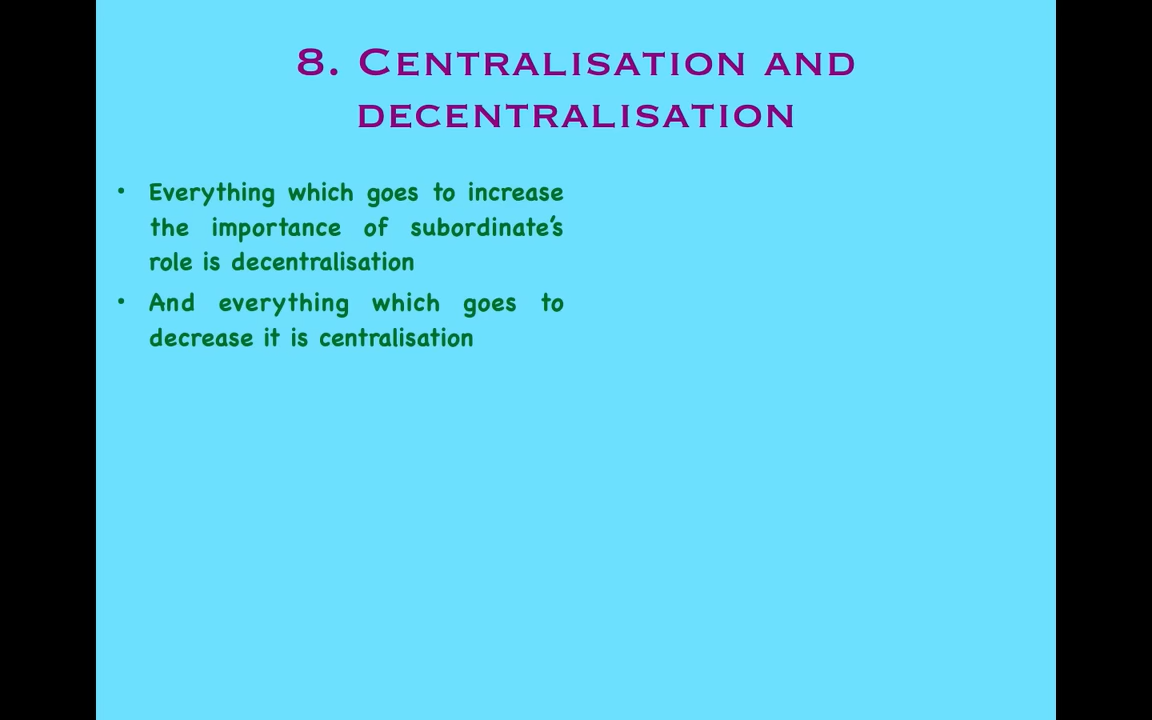 8. Centralisation and
decentralisation
• Everything which goes to increase
the importance of subordinate's
role is decentralisation
• And everything which goes to
decrease it is centralisation